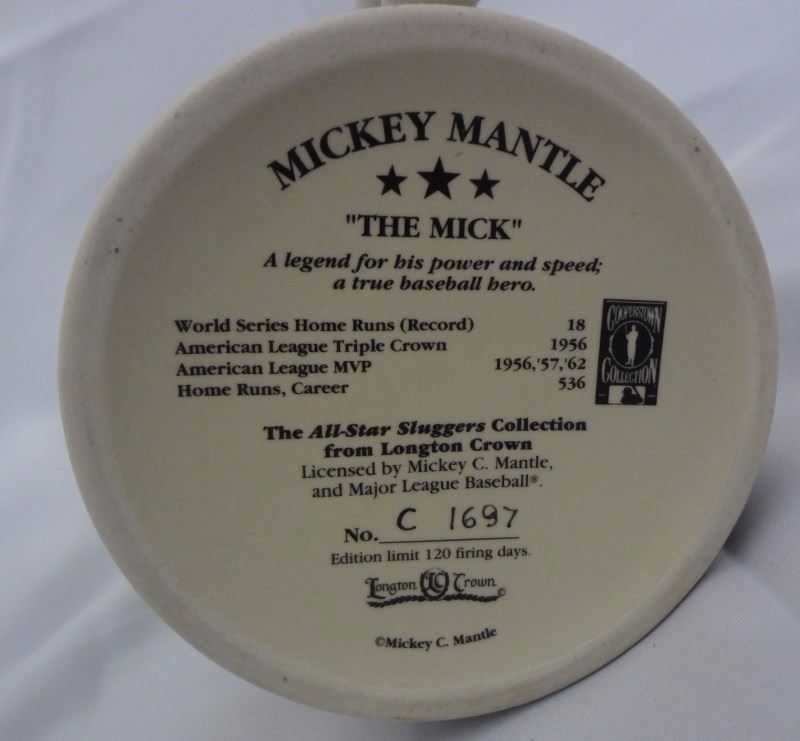 MICKEY MANTLE
"THE MICK"
A legend for his power and speed;
a true baseball hero.
World Series Home Runs (Record) 18
American League Triple Crown 1956
American League MVP 1956,'57,'62
Home Runs, Career 536
COOPERSTOWN
COLLECTION
The All-Star Sluggers Collection
from Longton Crown
Licensed by Mickey C. Mantle,
and Major League Baseball®.
No. C 1697
Edition limit 120 firing days.
Longton LC Crown ©
©Mickey C. Mantle